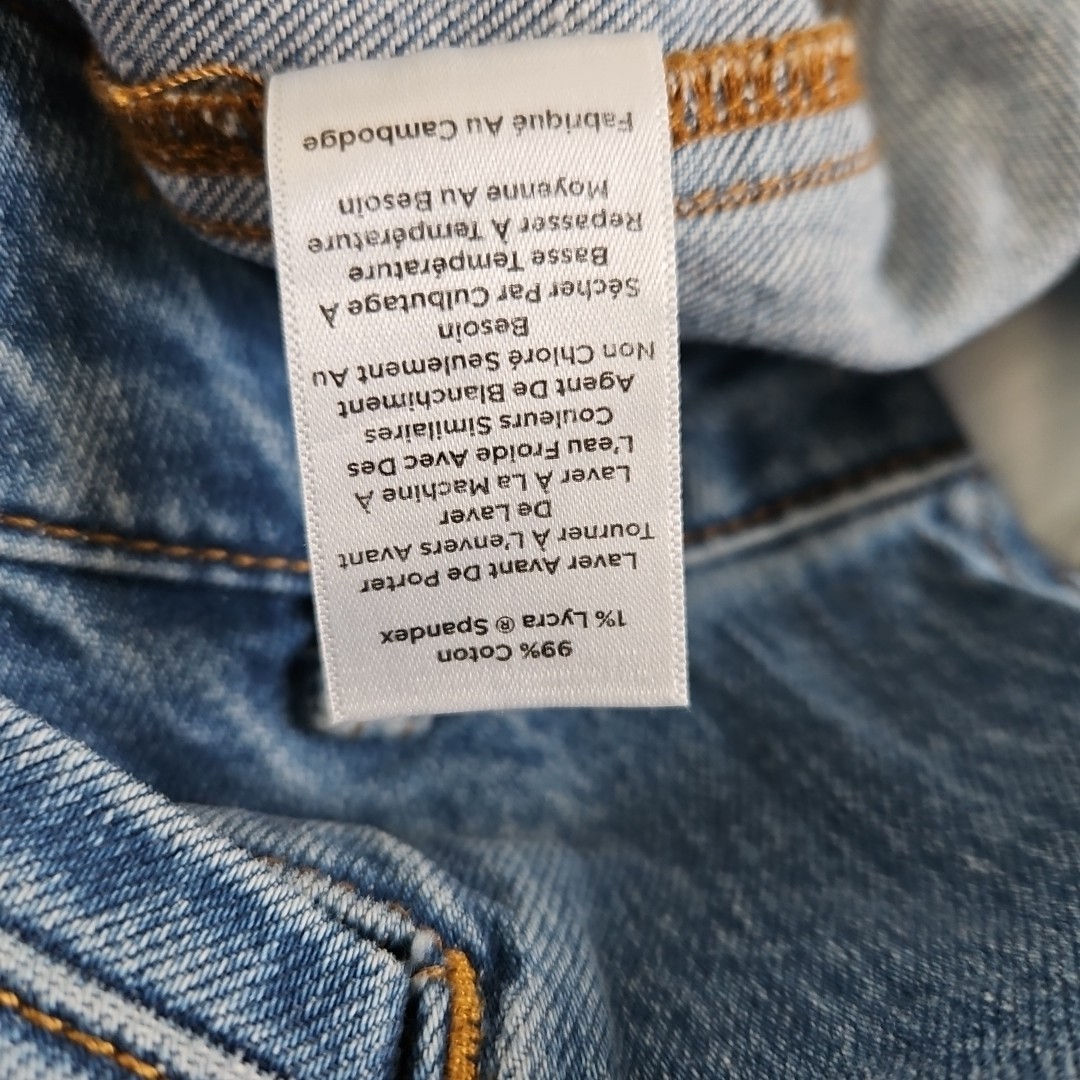 99% Coton
1% Lycra ® Spandex
Laver Avant De Porter
Tourner À L'envers Avant
De Laver
Laver À La Machine À
L'eau Froide Avec Des
Couleurs Similaires
Agent De Blanchiment
Non Chloré Seulement Au
Besoin
Sécher Par Culbutage À
Basse Température
Repasser À Température
Moyenne Au Besoin
Fabriqué Au Cambodge